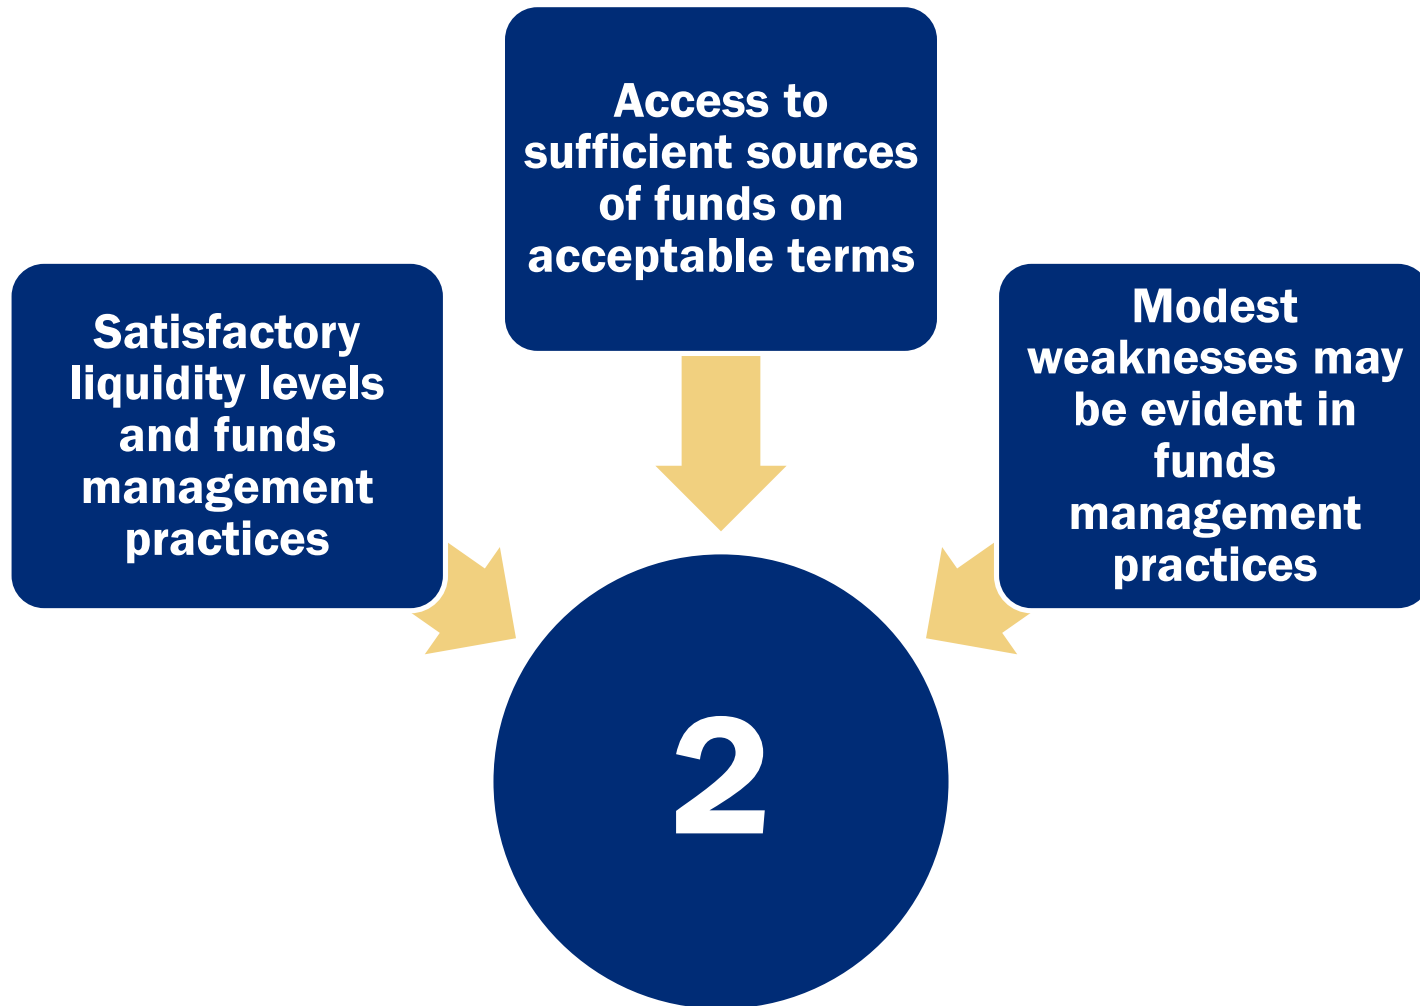 Access to
sufficient sources
of funds on
acceptable terms
Satisfactory
liquidity levels
and funds
management
practices
Modest
weaknesses may
be evident in
funds
management
practices
2